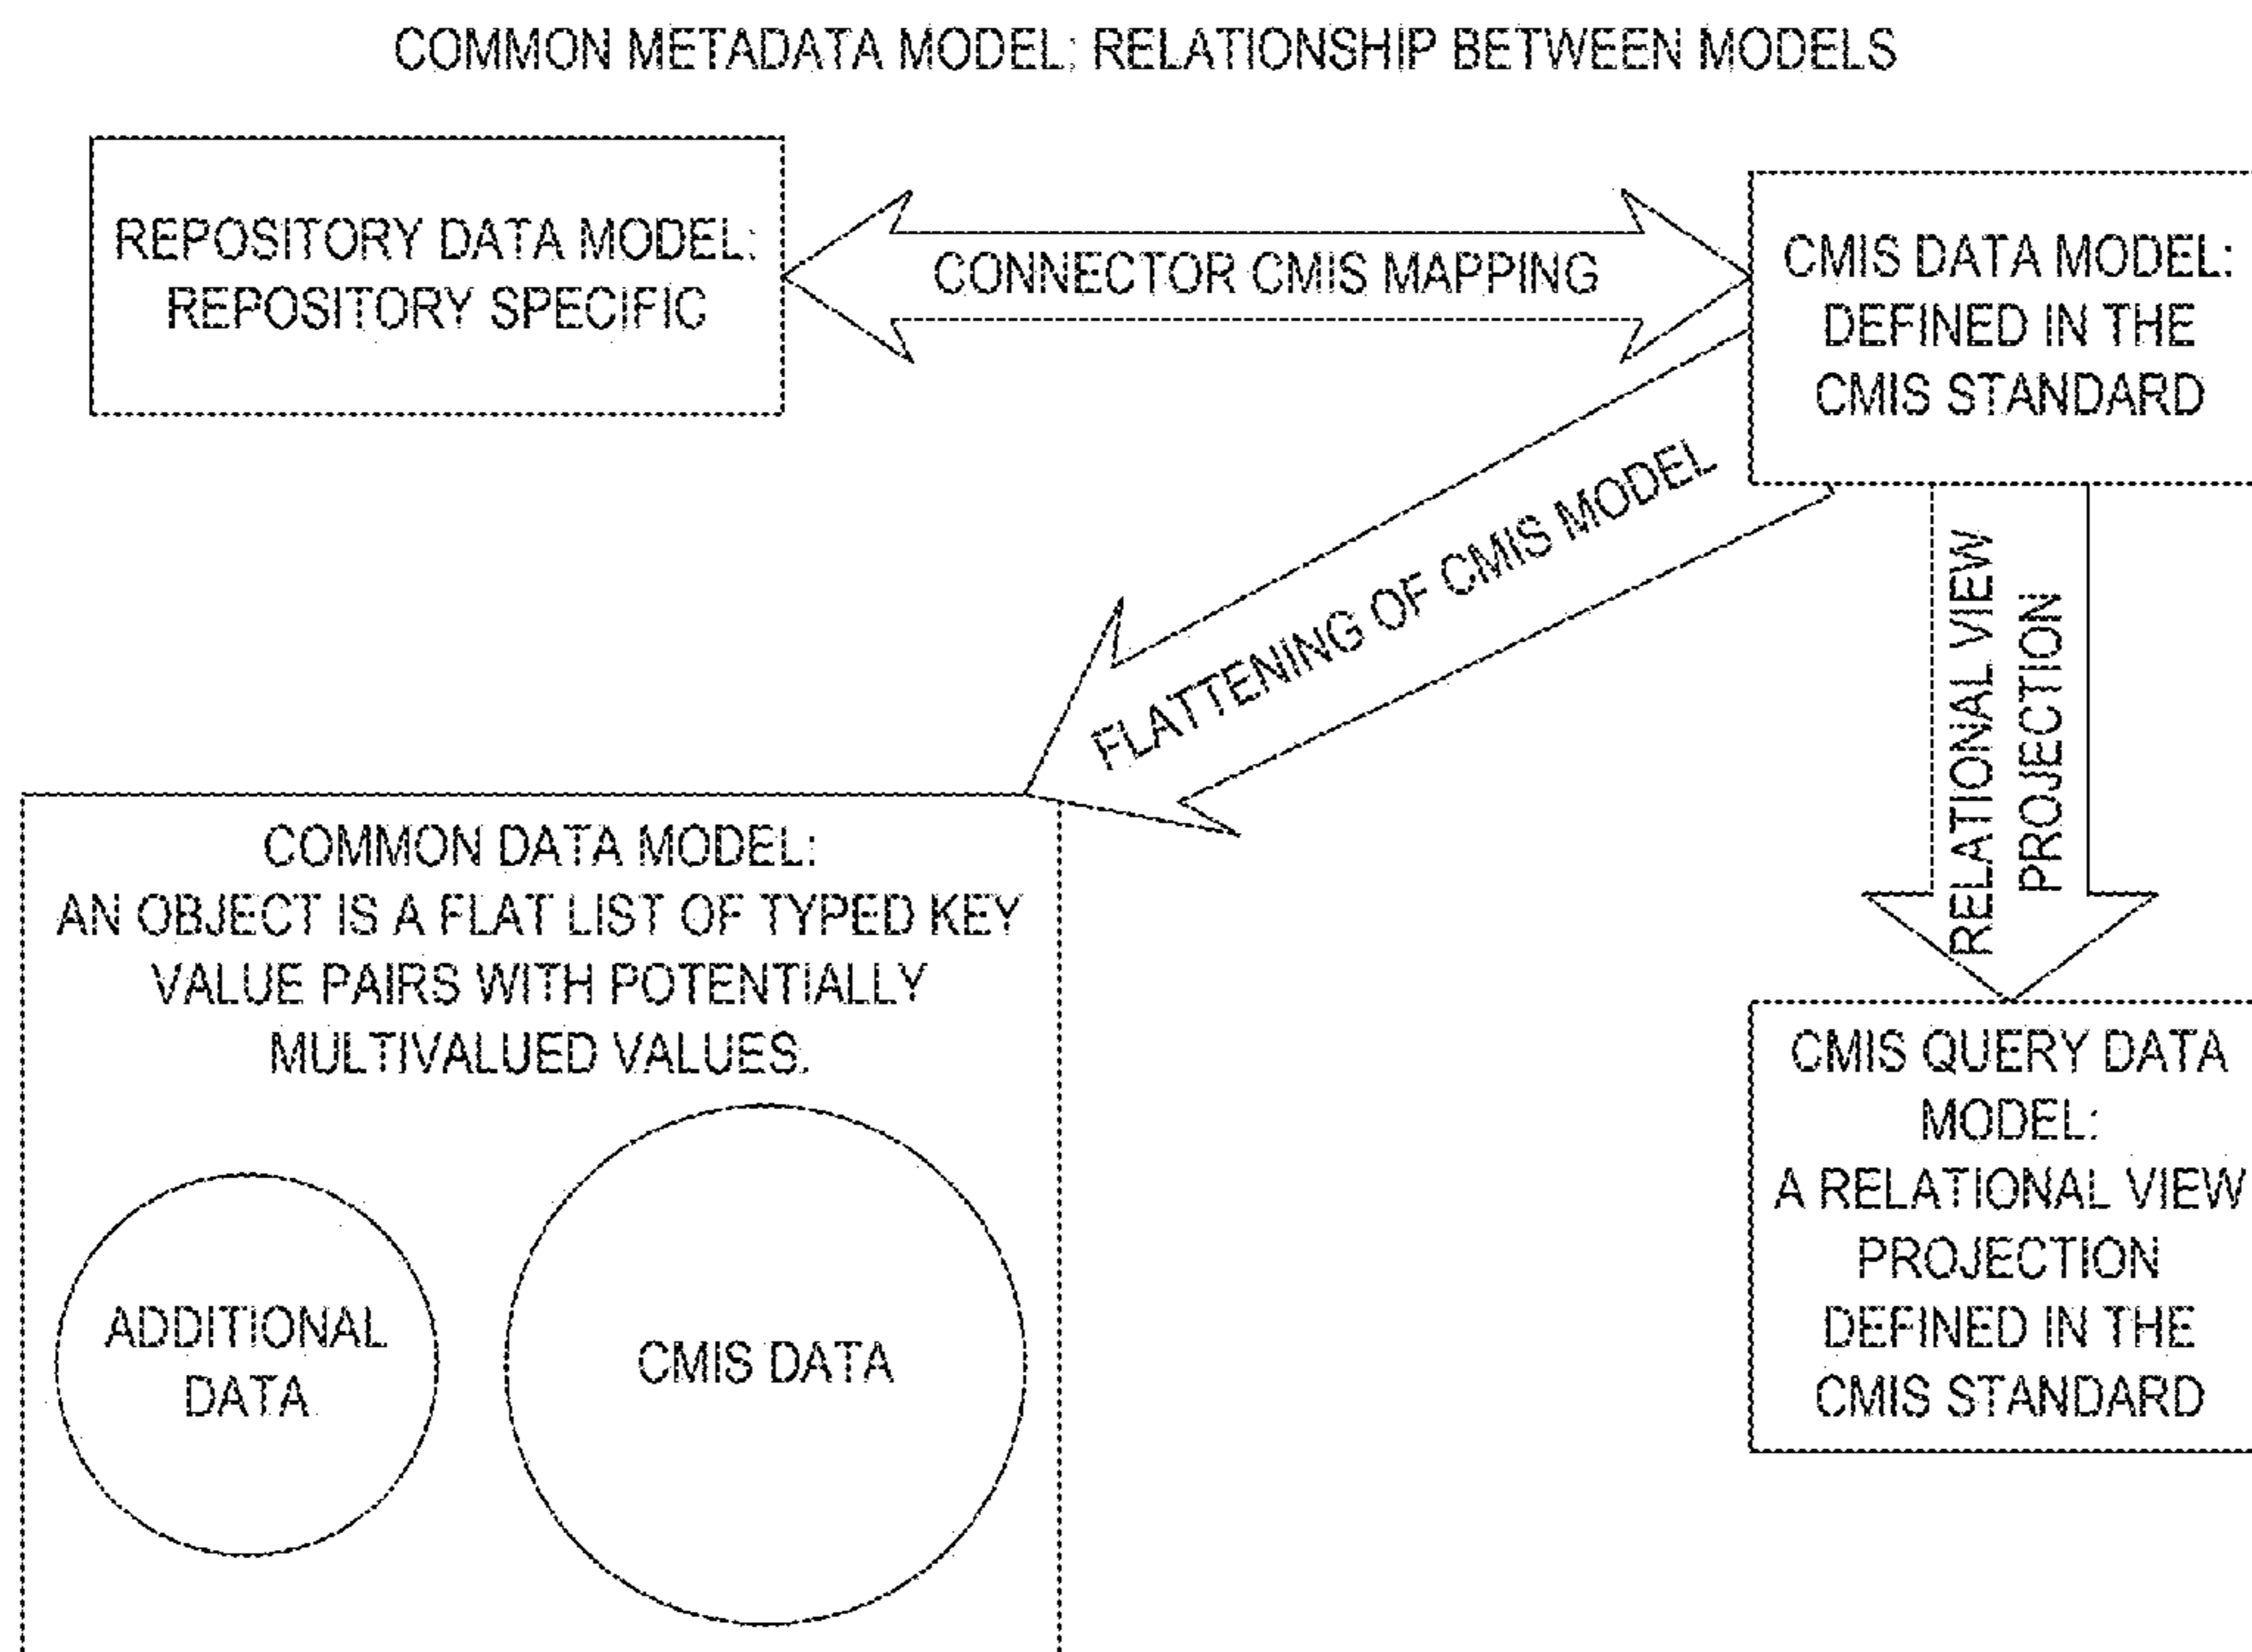 COMMON METADATA MODEL; RELATIONSHIP BETWEEN MODELS
REPOSITORY DATA MODEL:
REPOSITORY SPECIFIC
CONNECTOR CMIS MAPPING
CMIS DATA MODEL:
DEFINED IN THE
CMIS STANDARD
FLATTENING OF CMIS MODEL
RELATIONAL VIEW
PROJECTION
COMMON DATA MODEL:
AN OBJECT IS A FLAT LIST OF TYPED KEY
VALUE PAIRS WITH POTENTIALLY
MULTIVALUED VALUES.
ADDITIONAL
DATA
CMIS DATA
CMIS QUERY DATA
MODEL:
A RELATIONAL VIEW
PROJECTION
DEFINED IN THE
CMIS STANDARD